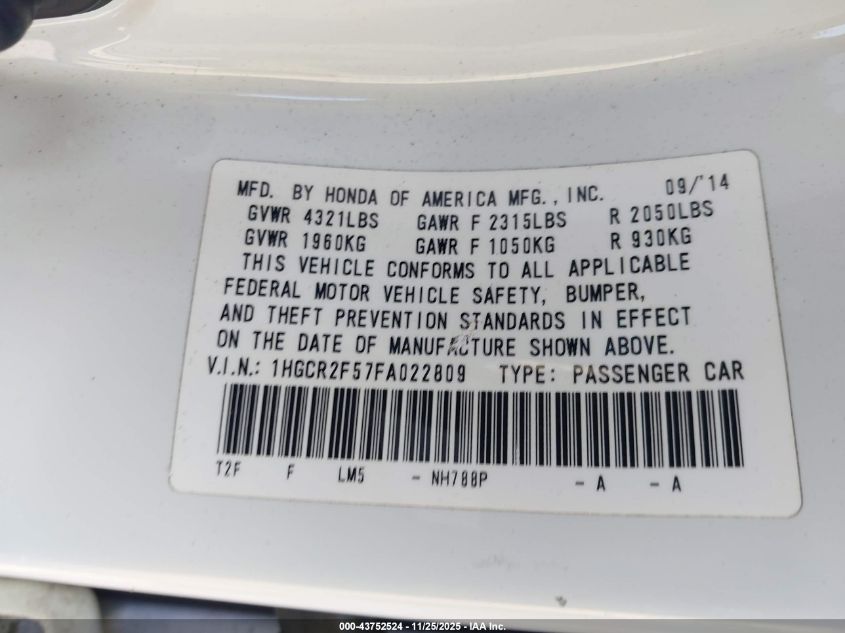 MFD. BY HONDA OF AMERICA MFG., INC. 09/'14
GVWR 4321LBS GAWR F 2315LBS R 2050LBS
GVWR 1960KG GAWR F 1050KG R 930KG
THIS VEHICLE CONFORMS TO ALL APPLICABLE
FEDERAL MOTOR VEHICLE SAFETY, BUMPER,
AND THEFT PREVENTION STANDARDS IN EFFECT
ON THE DATE OF MANUFACTURE SHOWN ABOVE.
V.I.N.: 1HGCR2F57FA022809 TYPE: PASSENGER CAR
T2F F LM5 - NH788P - A - A
000-43752524 - 11/25/2025 - IAA Inc.